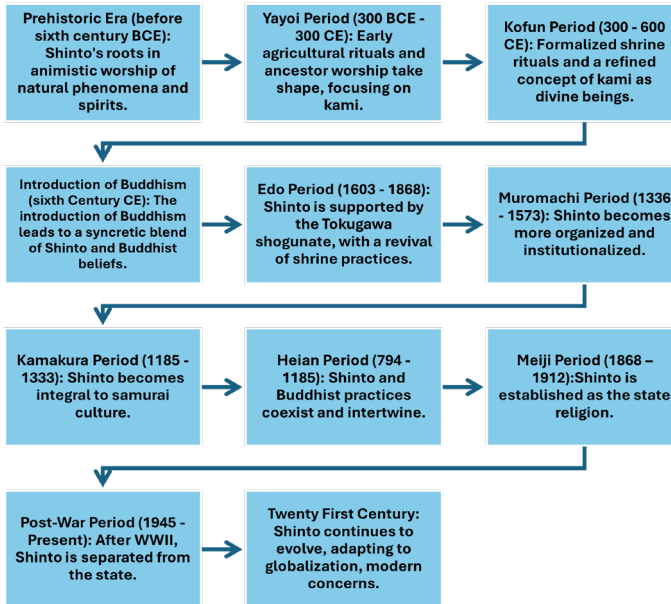 Prehistoric Era (before
sixth century BCE):
Shinto's roots in
animistic worship of
natural phenomena and
spirits.
Yayoi Period (300 BCE -
300 CE): Early
agricultural rituals and
ancestor worship take
shape, focusing on
kami.
Kofun Period (300 - 600
CE): Formalized shrine
rituals and a refined
concept of kami as
divine beings.
Introduction of Buddhism
(sixth Century CE): The
introduction of Buddhism
leads to a syncretic blend
of Shinto and Buddhist
beliefs.
Edo Period (1603 - 1868):
Shinto is supported by
the Tokugawa
shogunate, with a revival
of shrine practices.
Muromachi Period (1336
- 1573): Shinto becomes
more organized and
institutionalized.
Kamakura Period (1185 -
1333): Shinto becomes
integral to samurai
culture.
Heian Period (794 -
1185): Shinto and
Buddhist practices
coexist and intertwine.
Meiji Period (1868 –
1912):Shinto is
established as the state
religion.
Post-War Period (1945 -
Present): After WWII,
Shinto is separated from
the state.
Twenty First Century:
Shinto continues to
evolve, adapting to
globalization, modern
concerns.